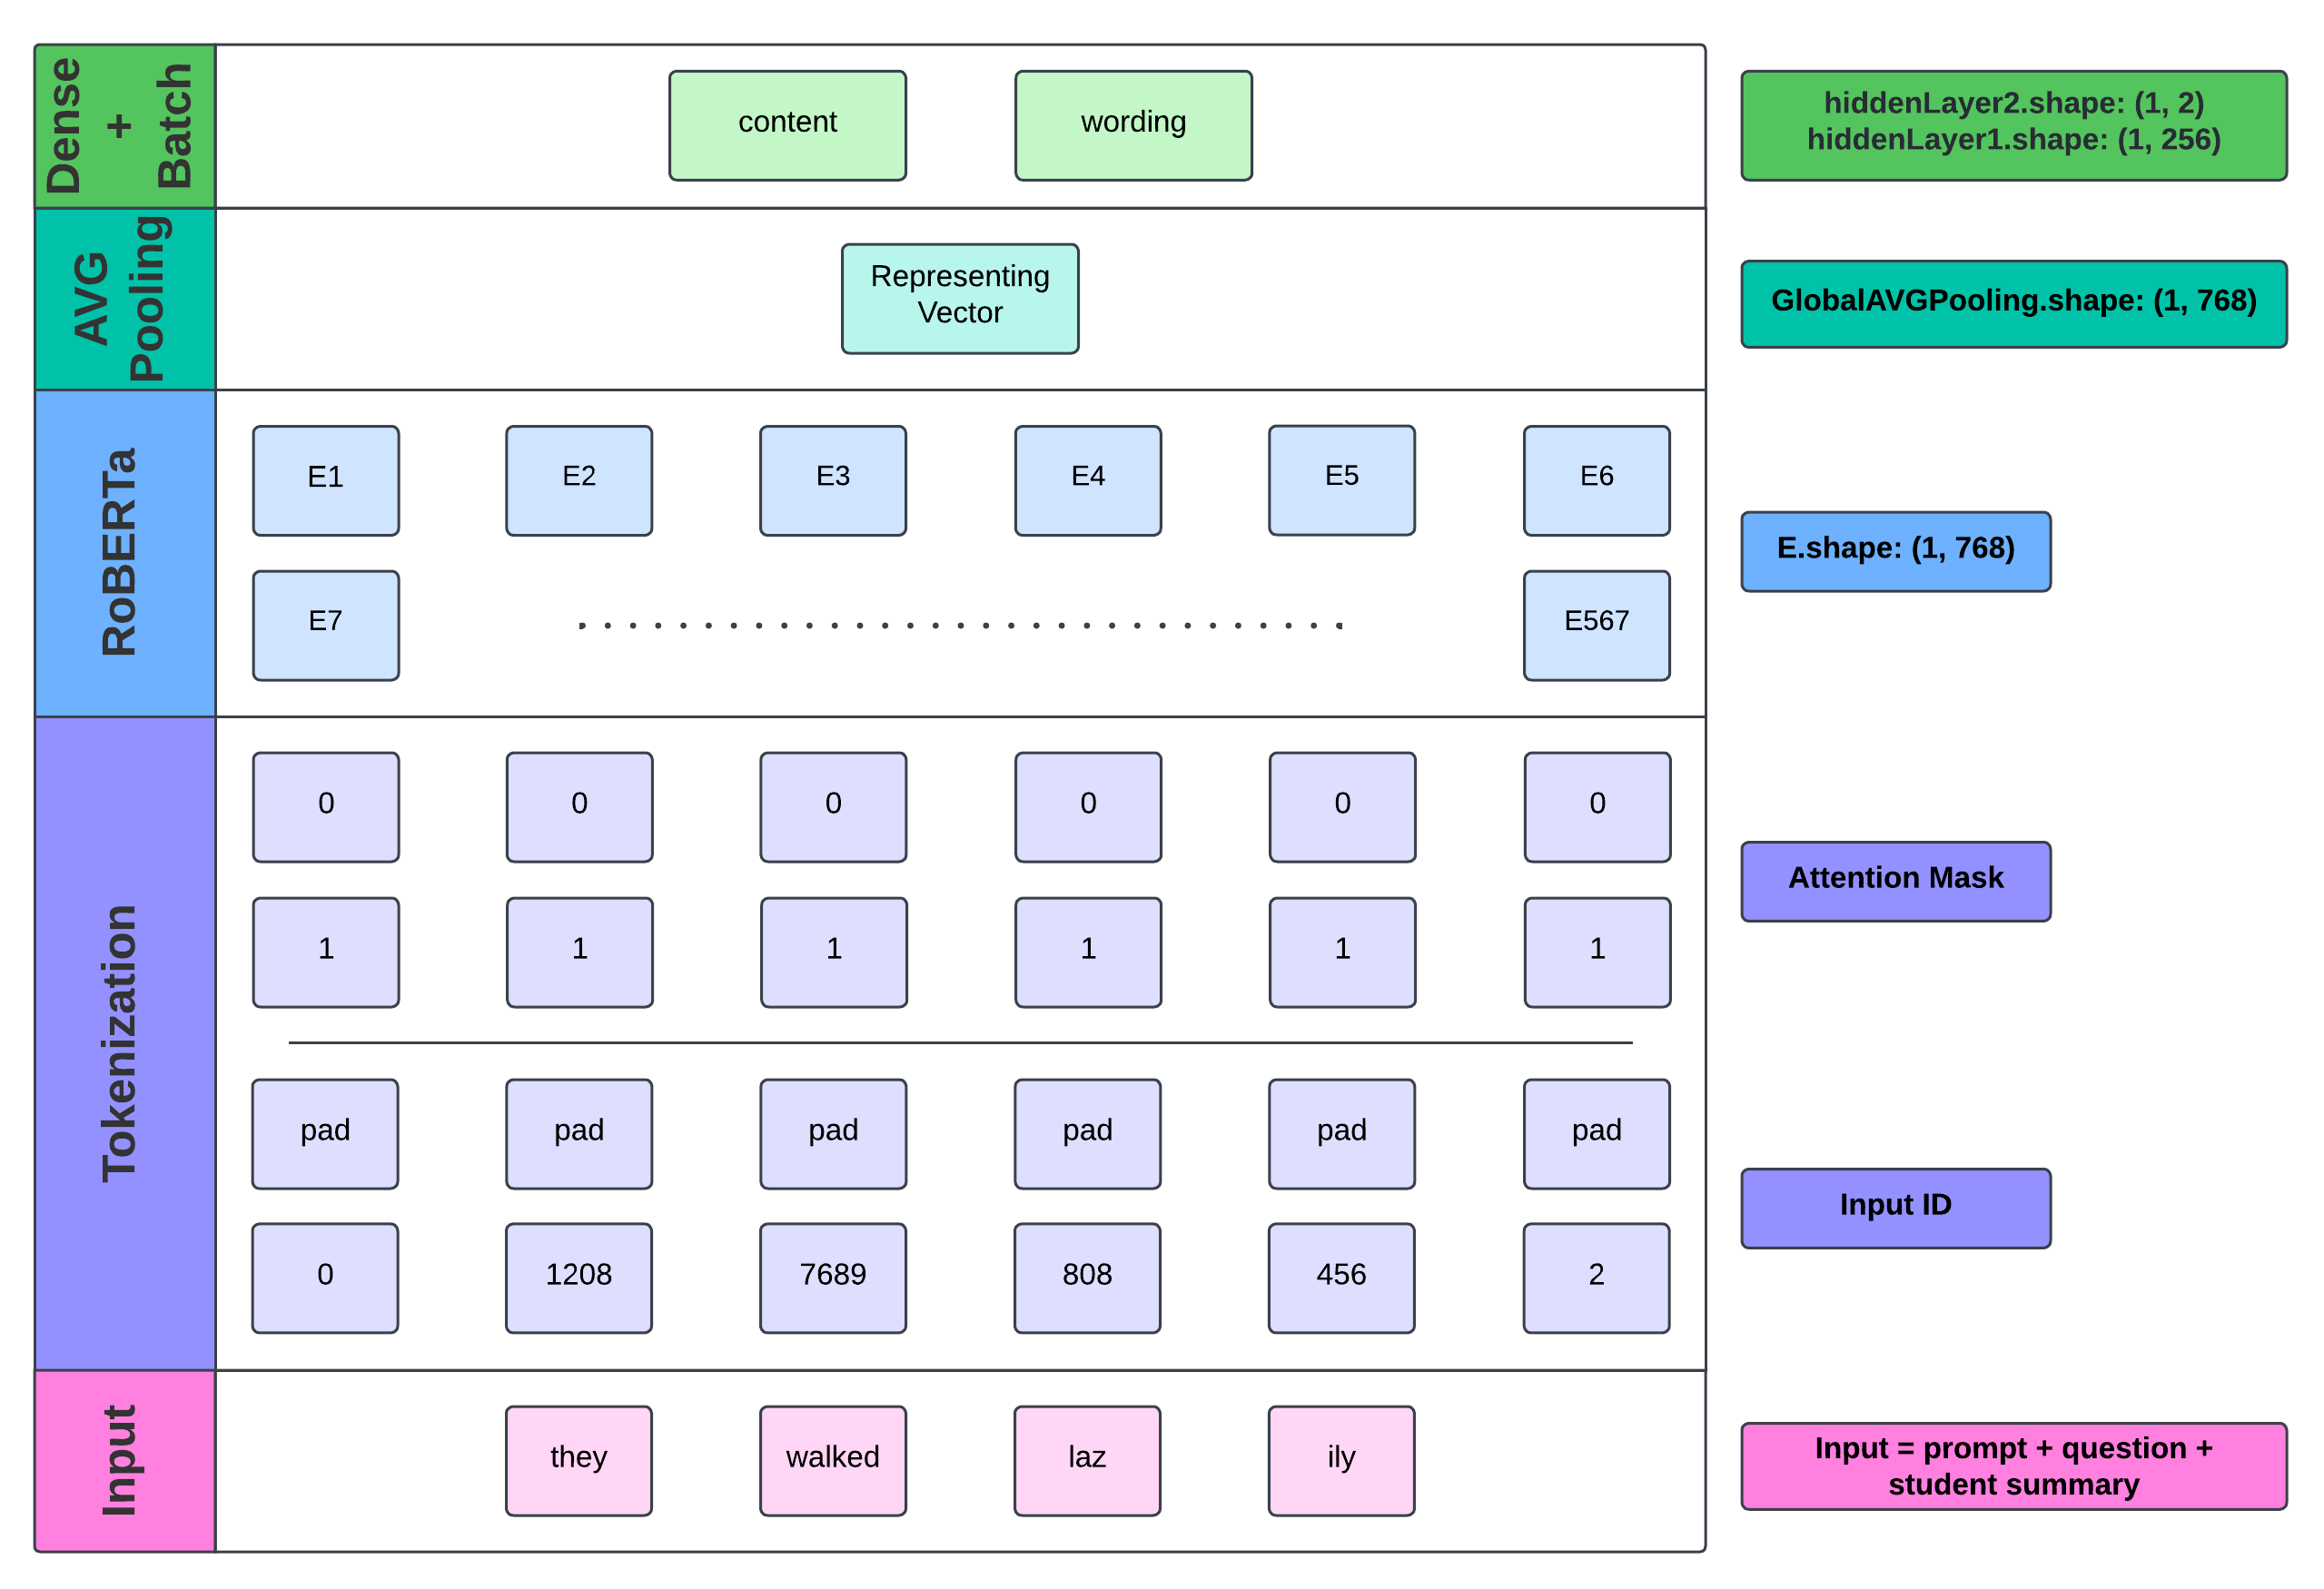 Dense
+
Batch
content
wording
hiddenLayer2.shape: (1, 2)
hiddenLayer1.shape: (1, 256)
AVG
Pooling
Representing
Vector
GlobalAVGPooling.shape: (1, 768)
RoBERTa
E1
E2
E3
E4
E5
E6
E7
E567
E.shape: (1, 768)
Tokenization
0
0
0
0
0
0
1
1
1
1
1
1
Attention Mask
pad
pad
pad
pad
pad
pad
0
1208
7689
808
456
2
Input ID
Input
they
walked
laz
ily
Input = prompt + question +
student summary